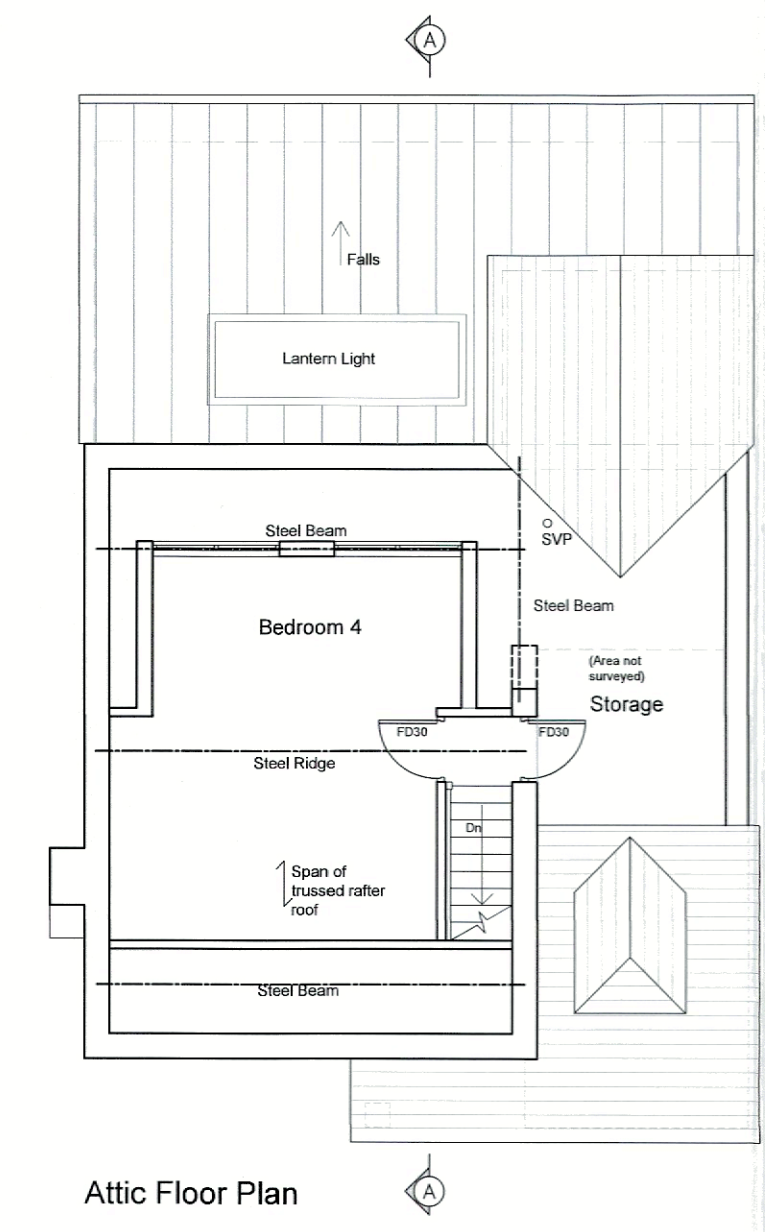 A
Falls
Lantern Light
Steel Beam
SVP
Steel Beam
Bedroom 4
(Area not
surveyed)
Storage
FD30
FD30
Steel Ridge
Dn
Span of
trussed rafter
roof
Steel Beam
Attic Floor Plan
A